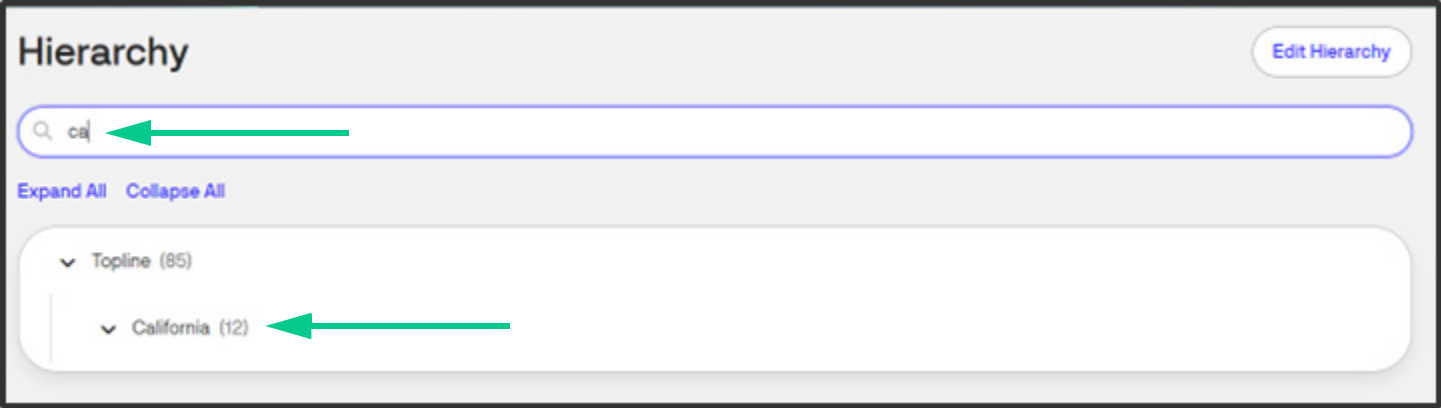 Hierarchy
Edit Hierarchy
ca
Expand All Collapse All
Topline (85)
California (12)